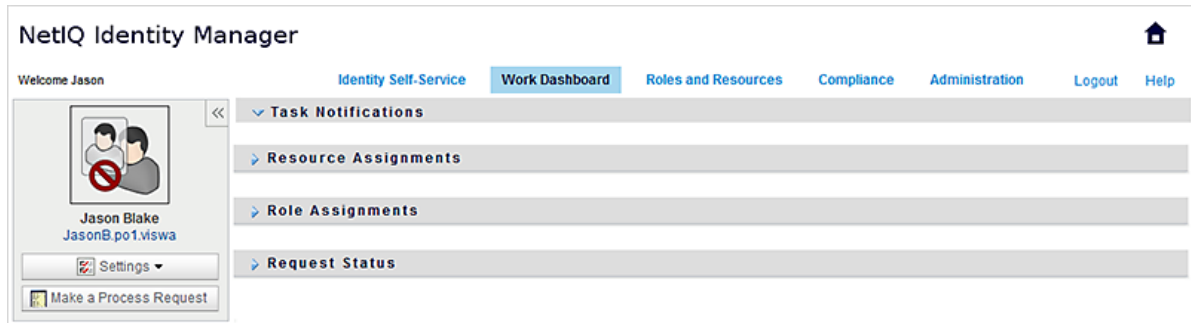 NetIQ Identity Manager
Welcome Jason
Identity Self-Service Work Dashboard Roles and Resources Compliance Administration Logout Help
Task Notifications
Resource Assignments
Role Assignments
Request Status
Jason Blake
JasonB.po1.viswa
Settings
Make a Process Request